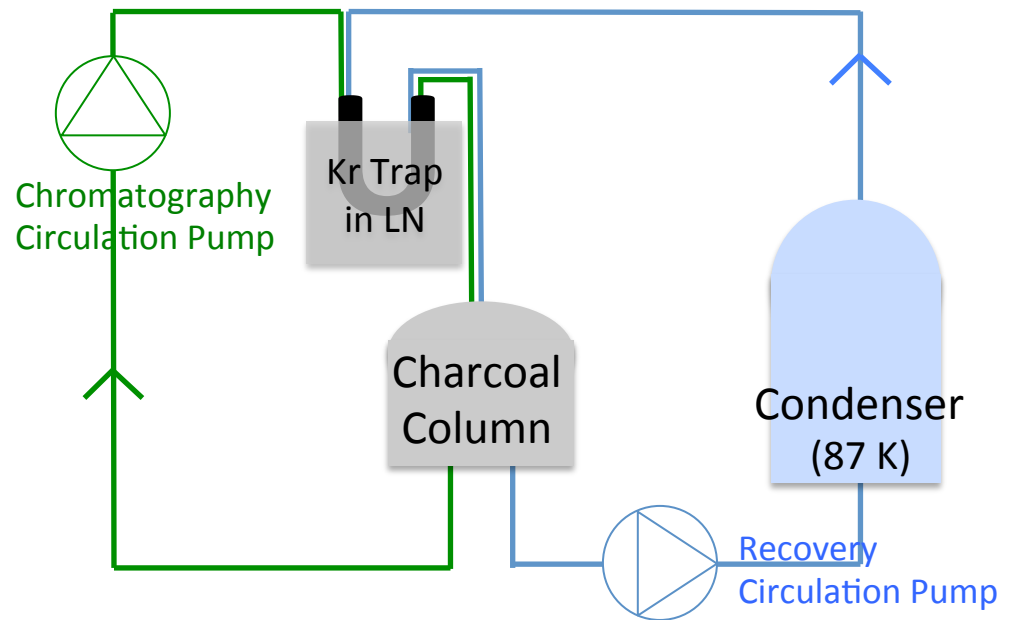 Kr Trap
in LN
Chromatography
Circulation Pump
Charcoal
Column
Condenser
(87 K)
Recovery
Circulation Pump